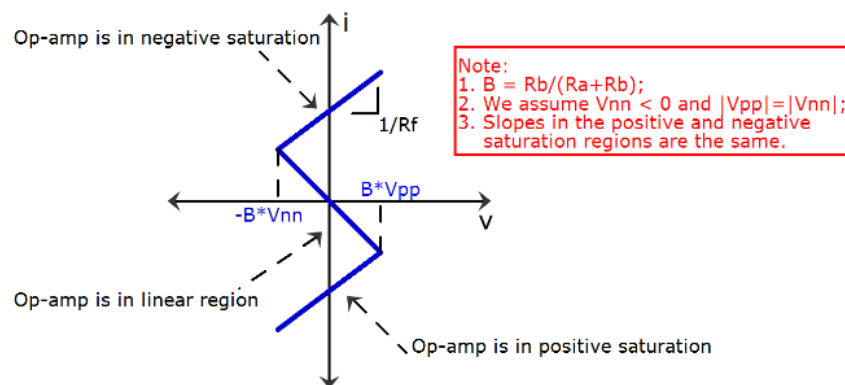 i
Op-amp is in negative saturation
Note:
1. B = Rb/(Ra+Rb);
2. We assume Vnn < 0 and |Vpp|=|Vnn|;
3. Slopes in the positive and negative
saturation regions are the same.
1/Rf
B*Vpp
-B*Vnn
v
Op-amp is in linear region
Op-amp is in positive saturation